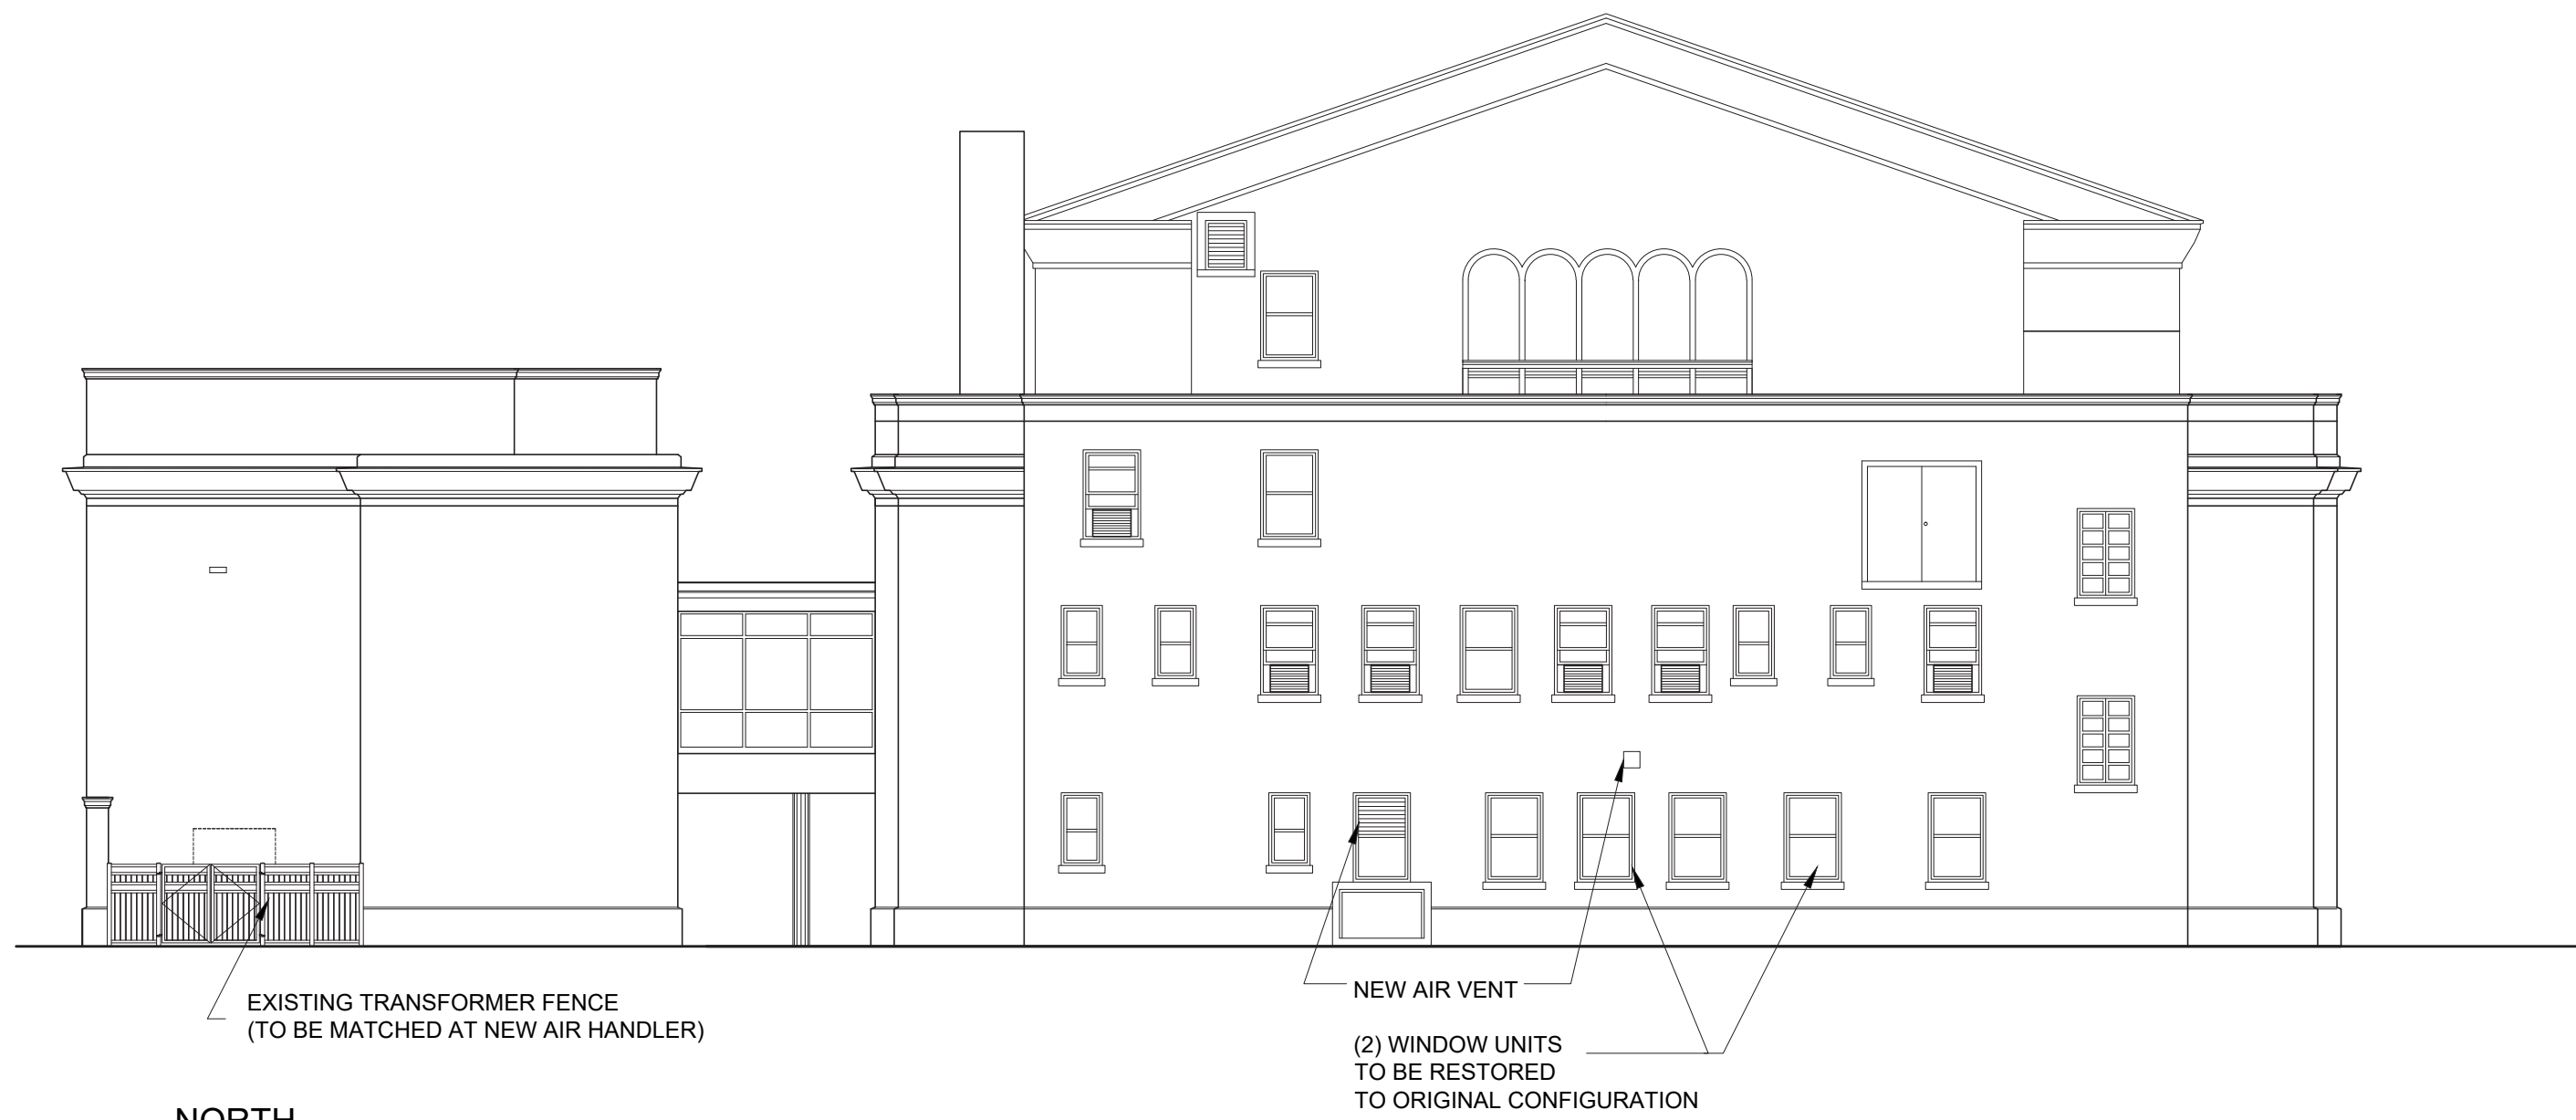 EXISTING TRANSFORMER FENCE
(TO BE MATCHED AT NEW AIR HANDLER)
NEW AIR VENT
(2) WINDOW UNITS
TO BE RESTORED
TO ORIGINAL CONFIGURATION
NORTH